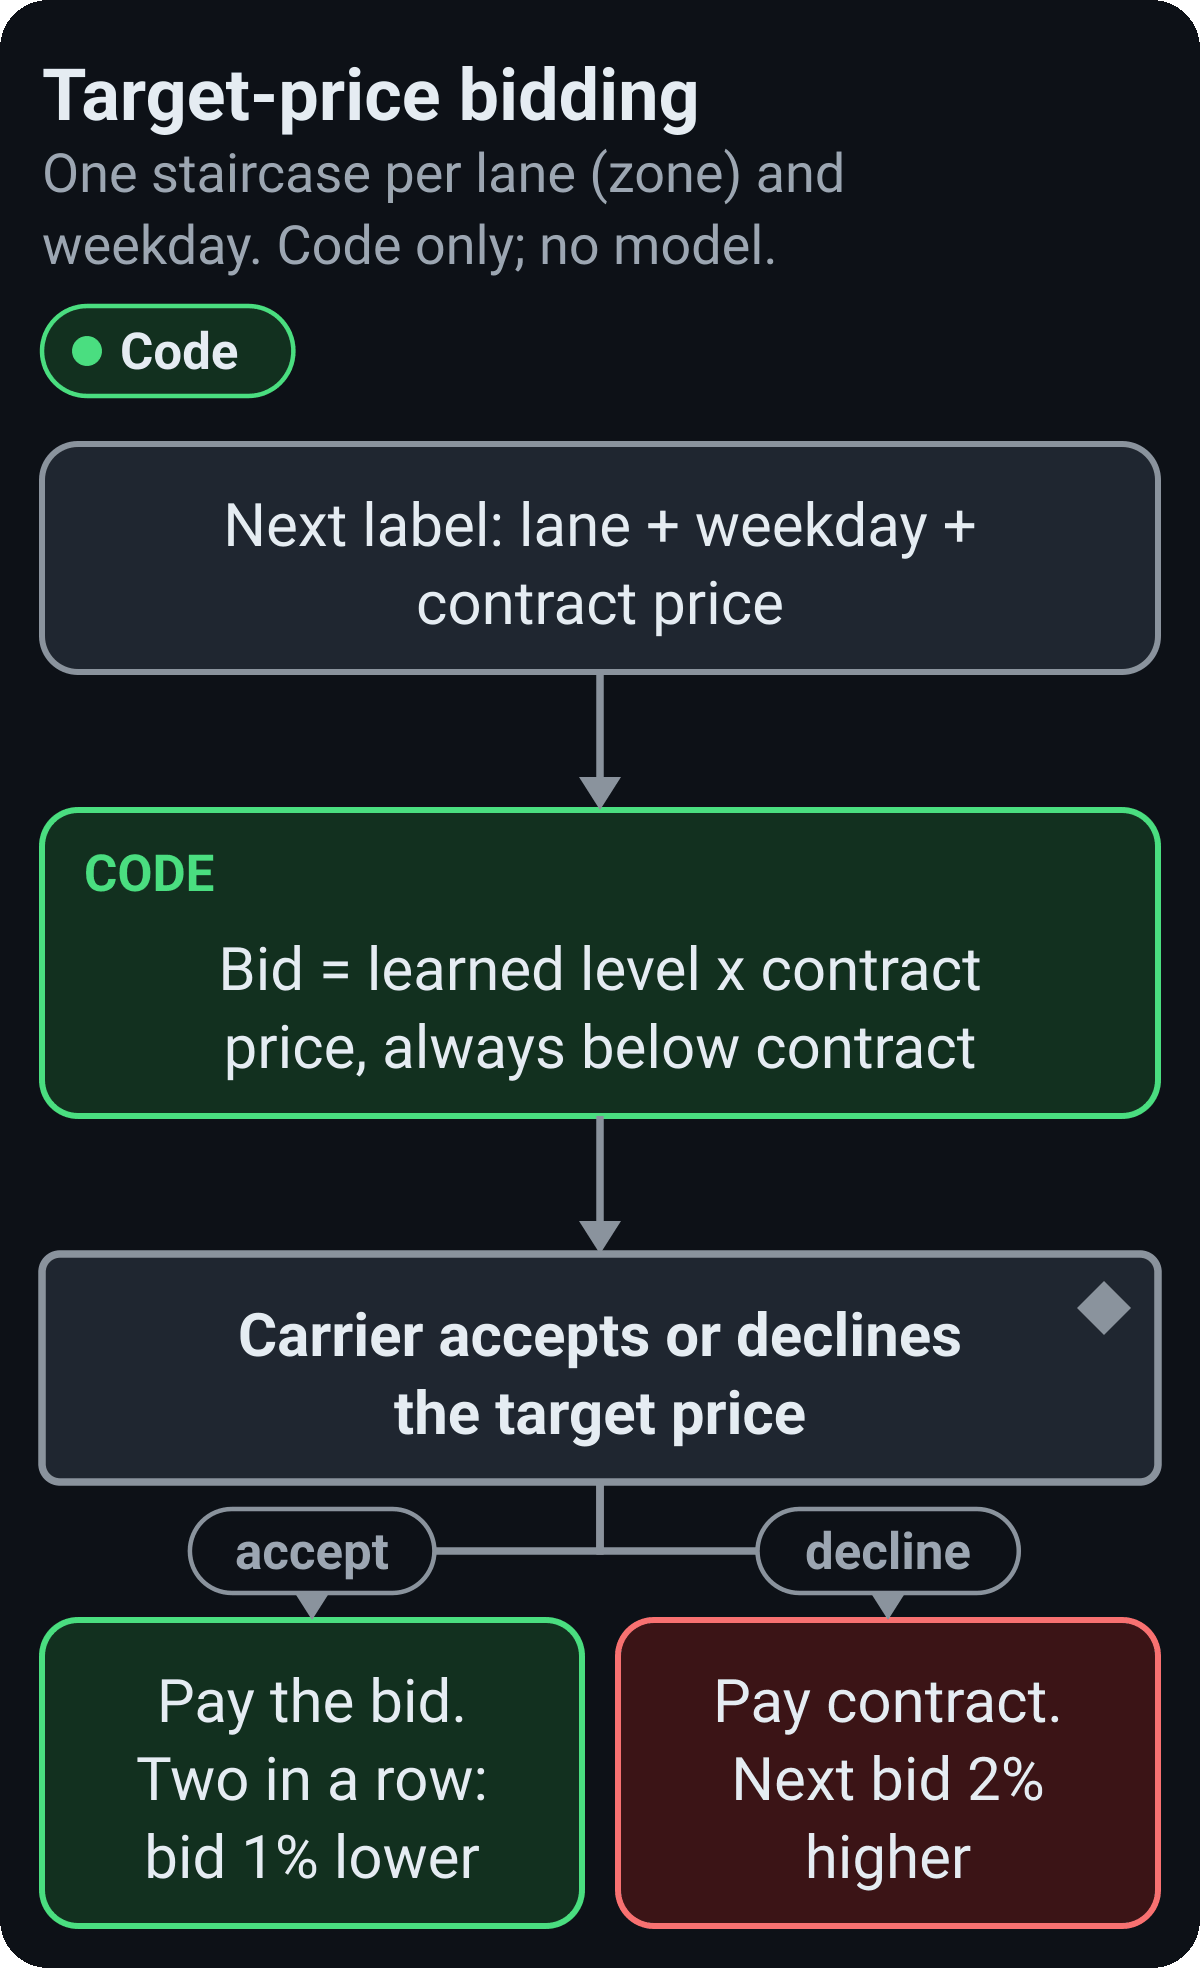 Target-price bidding
One staircase per lane (zone) and
weekday. Code only; no model.
Code
Next label: lane + weekday +
contract price
CODE
Bid = learned level x contract
price, always below contract
Carrier accepts or declines
the target price
accept
decline
Pay the bid.
Two in a row:
bid 1% lower
Pay contract.
Next bid 2%
higher